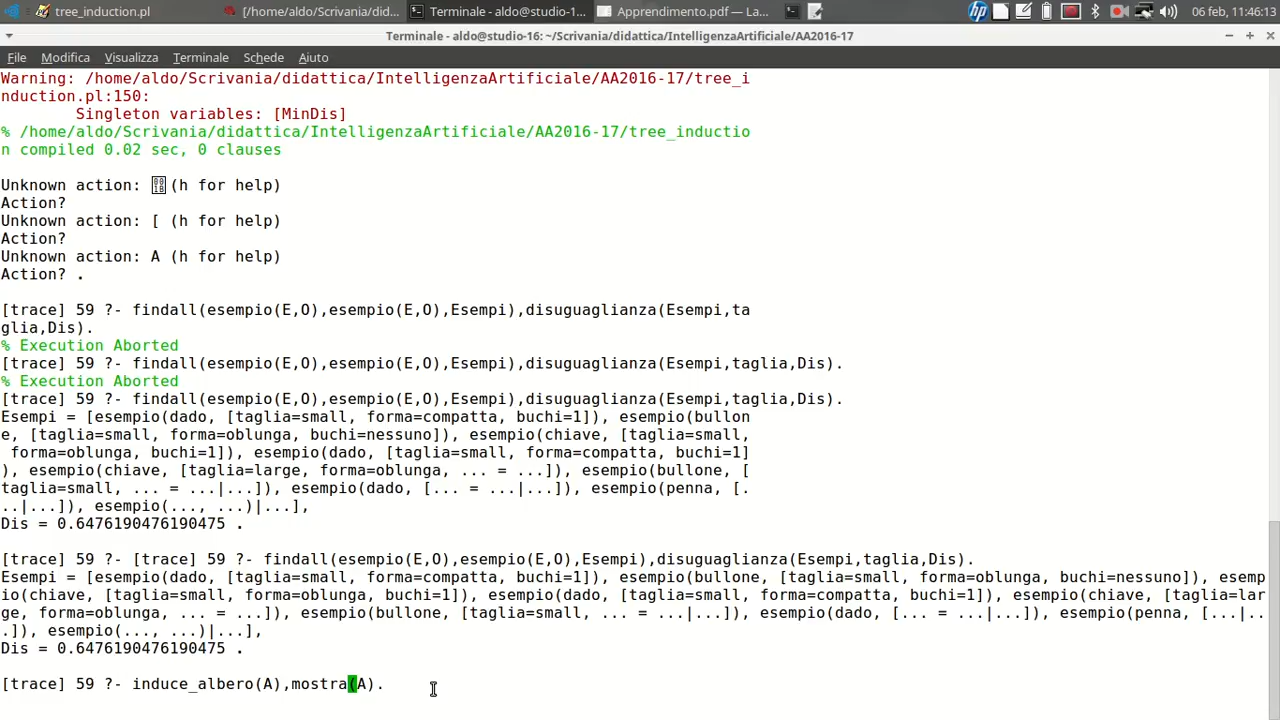 tree_induction.pl
[/home/aldo/Scrivania/did...
Terminale - aldo@studio-1...
Apprendimento.pdf — La...
06 feb, 11:46:13
Terminale - aldo@studio-16: ~/Scrivania/didattica/IntelligenzaArtificiale/AA2016-17
File Modifica Visualizza Terminale Schede Aiuto
Warning: /home/aldo/Scrivania/didattica/IntelligenzaArtificiale/AA2016-17/tree_i
nduction.pl:150:
Singleton variables: [MinDis]
% /home/aldo/Scrivania/didattica/IntelligenzaArtificiale/AA2016-17/tree_inductio
n compiled 0.02 sec, 0 clauses
Unknown action: (h for help)
Action?
Unknown action: [ (h for help)
Action?
Unknown action: A (h for help)
Action? .
[trace] 59 ?- findall(esempio(E,O),esempio(E,O),Esempi),disuguaglianza(Esempi,ta
glia,Dis).
% Execution Aborted
[trace] 59 ?- findall(esempio(E,O),esempio(E,O),Esempi),disuguaglianza(Esempi,taglia,Dis).
% Execution Aborted
[trace] 59 ?- findall(esempio(E,O),esempio(E,O),Esempi),disuguaglianza(Esempi,taglia,Dis).
Esempi = [esempio(dado, [taglia=small, forma=compatta, buchi=1]), esempio(bullon
e, [taglia=small, forma=oblunga, buchi=nessuno]), esempio(chiave, [taglia=small,
forma=oblunga, buchi=1]), esempio(dado, [taglia=small, forma=compatta, buchi=1]
), esempio(chiave, [taglia=large, forma=oblunga, ... = ...]), esempio(bullone, [
taglia=small, ... = ...|...]), esempio(dado, [... = ...|...]), esempio(penna, [.
..|...]), esempio(..., ...)|...],
Dis = 0.6476190476190475 .
[trace] 59 ?- [trace] 59 ?- findall(esempio(E,O),esempio(E,O),Esempi),disuguaglianza(Esempi,taglia,Dis).
Esempi = [esempio(dado, [taglia=small, forma=compatta, buchi=1]), esempio(bullone, [taglia=small, forma=oblunga, buchi=nessuno]), esemp
io(chiave, [taglia=small, forma=oblunga, buchi=1]), esempio(dado, [taglia=small, forma=compatta, buchi=1]), esempio(chiave, [taglia=lar
ge, forma=oblunga, ... = ...]), esempio(bullone, [taglia=small, ... = ...|...]), esempio(dado, [... = ...|...]), esempio(penna, [...|..
.]), esempio(..., ...)|...],
Dis = 0.6476190476190475 .
[trace] 59 ?- induce_albero(A),mostra(A).